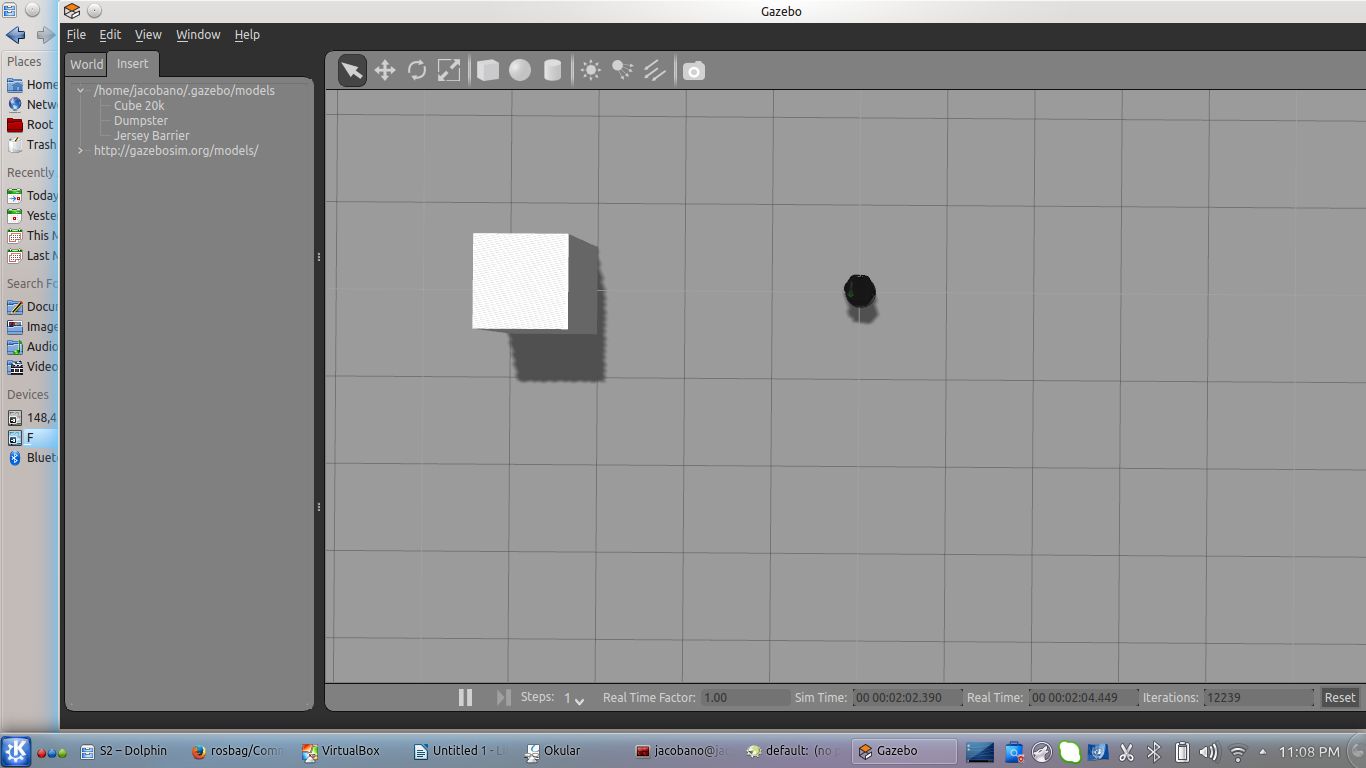 Gazebo
File Edit View Window Help
World Insert
/home/jacobano/.gazebo/models
Cube 20k
Dumpster
Jersey Barrier
http://gazebosim.org/models/
Places
Home
Netw
Root
Trash
Recently
Today
Yeste
This M
Last M
Search Fo
Docu
Image
Audio
Video
Devices
148,4
F
Bluet
Steps: 1 Real Time Factor: 1.00 Sim Time: 00 00:02:02.390 Real Time: 00 00:02:04.449 Iterations: 12239 Reset
S2 – Dolphin rosbag/Comm VirtualBox Untitled 1 - L Okular jacobano@ja default: (no p Gazebo 11:08 PM